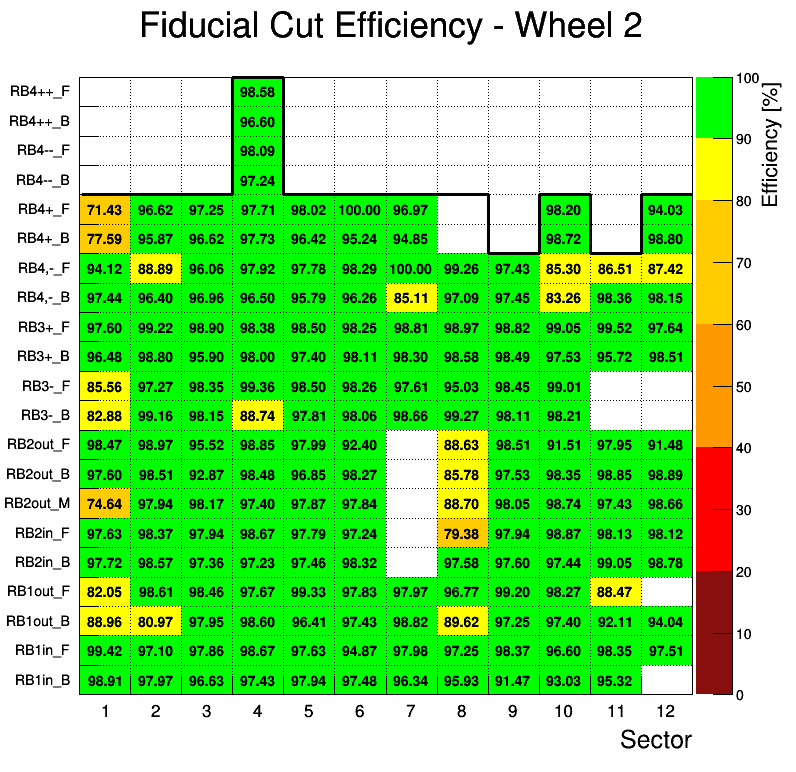 Fiducial Cut Efficiency - Wheel 2
RB4++_F 98.58
RB4++_B 96.60
RB4--_F 98.09
RB4--_B 97.24
RB4+_F 71.43 96.62 97.25 97.71 98.02 100.00 96.97 98.20 94.03
RB4+_B 77.59 95.87 96.62 97.73 96.42 95.24 94.85 98.72 98.80
RB4,-_F 94.12 88.89 96.06 97.92 97.78 98.29 100.00 99.26 97.43 85.30 86.51 87.42
RB4,-_B 97.44 96.40 96.96 96.50 95.79 96.26 85.11 97.09 97.45 83.26 98.36 98.15
RB3+_F 97.60 99.22 98.90 98.38 98.50 98.25 98.81 98.97 98.82 99.05 99.52 97.64
RB3+_B 96.48 98.80 95.90 98.00 97.40 98.11 98.30 98.58 98.49 97.53 95.72 98.51
RB3-_F 85.56 97.27 98.35 99.36 98.50 98.26 97.61 95.03 98.45 99.01
RB3-_B 82.88 99.16 98.15 88.74 97.81 98.06 98.66 99.27 98.11 98.21
RB2out_F 98.47 98.97 95.52 98.85 97.99 92.40 88.63 98.51 91.51 97.95 91.48
RB2out_B 97.60 98.51 92.87 98.48 96.85 98.27 85.78 97.53 98.35 98.85 98.89
RB2out_M 74.64 97.94 98.17 97.40 97.87 97.84 88.70 98.05 98.74 97.43 98.66
RB2in_F 97.63 98.37 97.94 98.67 97.79 97.24 79.38 97.94 98.87 98.13 98.12
RB2in_B 97.72 98.57 97.36 97.23 97.46 98.32 97.58 97.60 97.44 99.05 98.78
RB1out_F 82.05 98.61 98.46 97.67 99.33 97.83 97.97 96.77 99.20 98.27 88.47
RB1out_B 88.96 80.97 97.95 98.60 96.41 97.43 98.82 89.62 97.25 97.40 92.11 94.04
RB1in_F 99.42 97.10 97.86 98.67 97.63 94.87 97.98 97.25 98.37 96.60 98.35 97.51
RB1in_B 98.91 97.97 96.63 97.43 97.94 97.48 96.34 95.93 91.47 93.03 95.32
1 2 3 4 5 6 7 8 9 10 11 12
Sector
100
90
80
70
60
50
40
30
20
10
0
Efficiency [%]